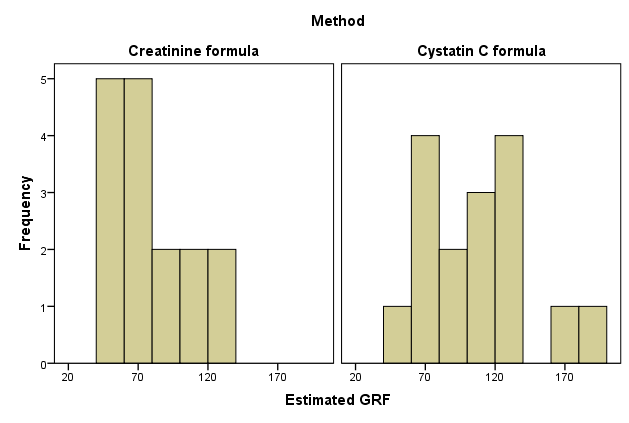 Method
Creatinine formula
Cystatin C formula
Frequency
5
4
3
2
1
0
20 70 120 170
20 70 120 170
Estimated GRF